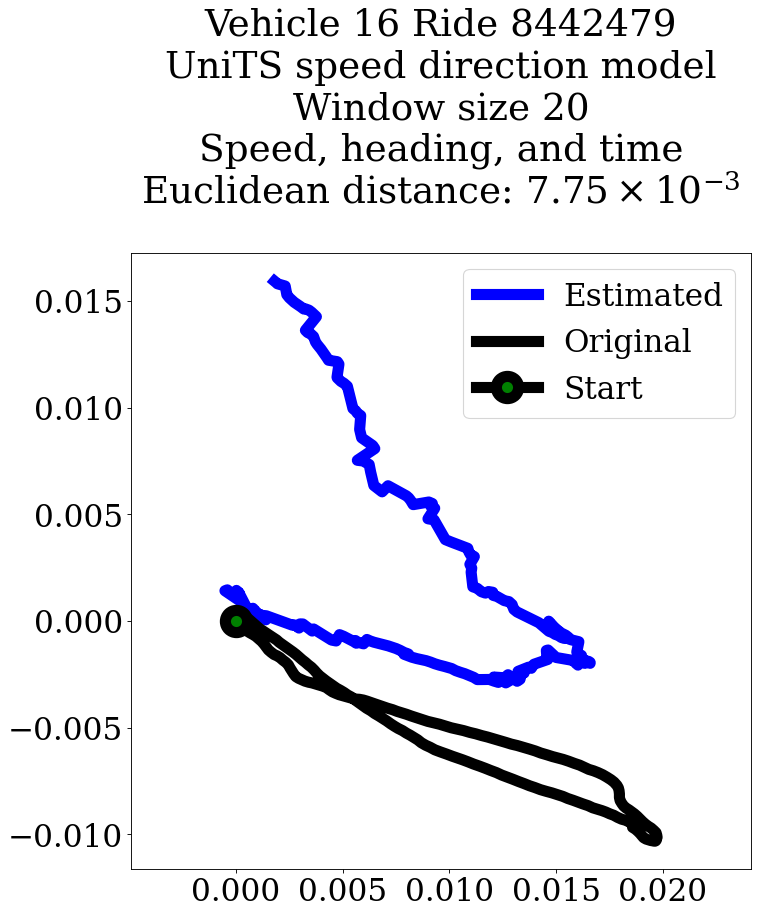 Vehicle 16 Ride 8442479
UniTS speed direction model
Window size 20
Speed, heading, and time
Euclidean distance: 7.75 × 10⁻³
Estimated
Original
Start
0.015
0.010
0.005
0.000
−0.005
−0.010
0.000 0.005 0.010 0.015 0.020